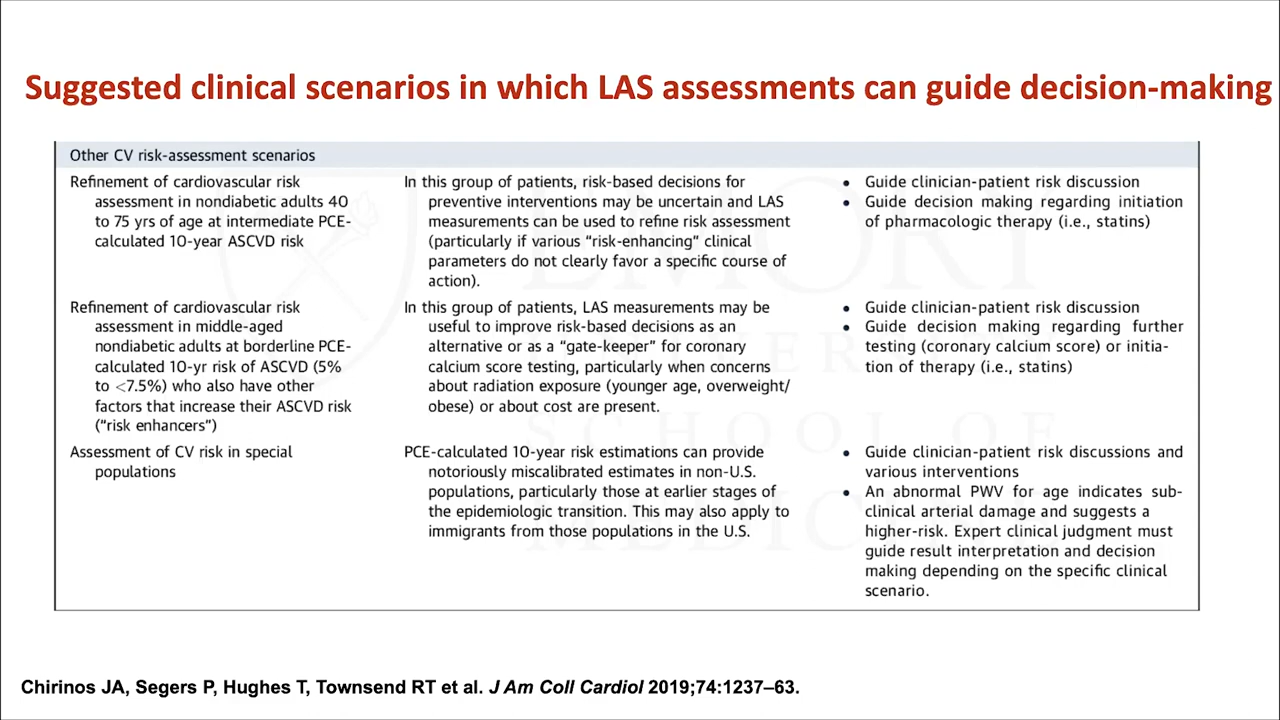 Suggested clinical scenarios in which LAS assessments can guide decision-making
Other CV risk-assessment scenarios
Refinement of cardiovascular risk
assessment in nondiabetic adults 40
to 75 yrs of age at intermediate PCE-
calculated 10-year ASCVD risk
In this group of patients, risk-based decisions for
preventive interventions may be uncertain and LAS
measurements can be used to refine risk assessment
(particularly if various “risk-enhancing” clinical
parameters do not clearly favor a specific course of
action).
• Guide clinician-patient risk discussion
• Guide decision making regarding initiation
of pharmacologic therapy (i.e., statins)
Refinement of cardiovascular risk
assessment in middle-aged
nondiabetic adults at borderline PCE-
calculated 10-yr risk of ASCVD (5%
to <7.5%) who also have other
factors that increase their ASCVD risk
(“risk enhancers”)
In this group of patients, LAS measurements may be
useful to improve risk-based decisions as an
alternative or as a “gate-keeper” for coronary
calcium score testing, particularly when concerns
about radiation exposure (younger age, overweight/
obese) or about cost are present.
• Guide clinician-patient risk discussion
• Guide decision making regarding further
testing (coronary calcium score) or initia-
tion of therapy (i.e., statins)
Assessment of CV risk in special
populations
PCE-calculated 10-year risk estimations can provide
notoriously miscalibrated estimates in non-U.S.
populations, particularly those at earlier stages of
the epidemiologic transition. This may also apply to
immigrants from those populations in the U.S.
• Guide clinician-patient risk discussions and
various interventions
• An abnormal PWV for age indicates sub-
clinical arterial damage and suggests a
higher-risk. Expert clinical judgment must
guide result interpretation and decision
making depending on the specific clinical
scenario.
EMORY
SCHOOL OF
Chirinos JA, Segers P, Hughes T, Townsend RT et al. J Am Coll Cardiol 2019;74:1237–63.